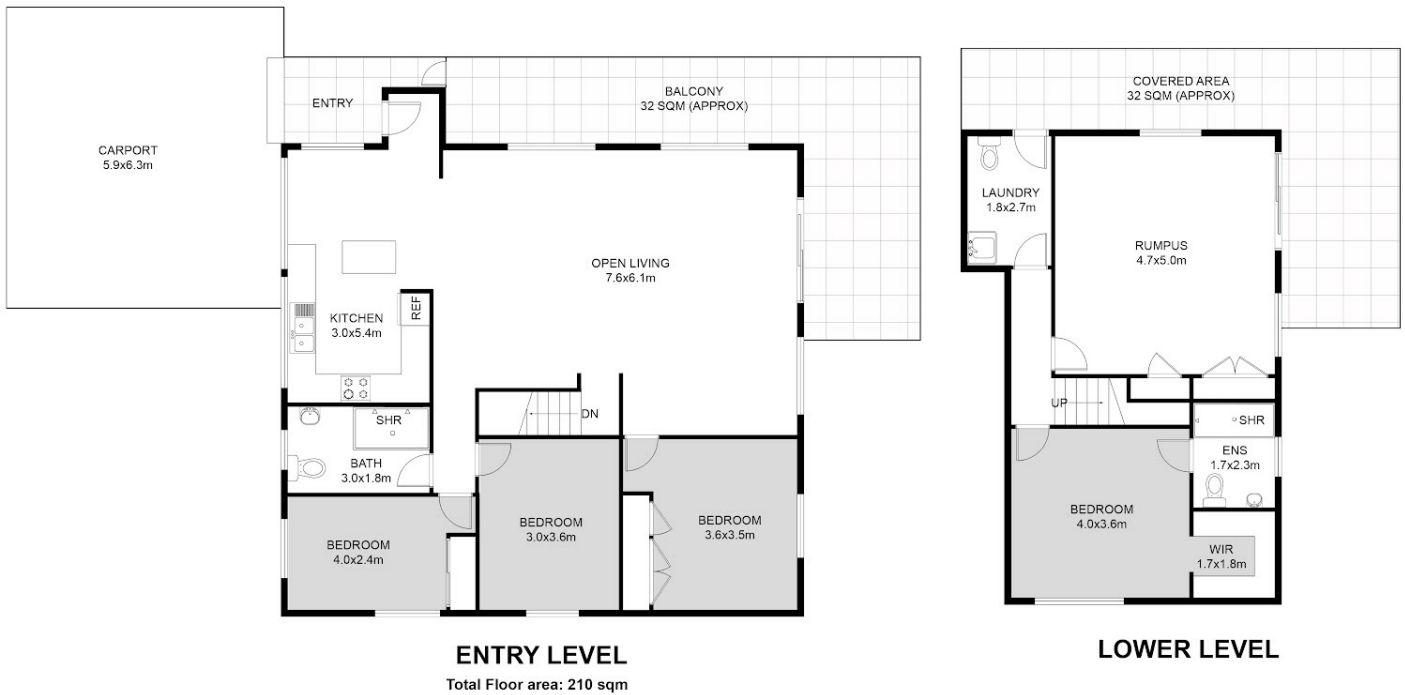 CARPORT
5.9x6.3m
ENTRY
BALCONY
32 SQM (APPROX)
OPEN LIVING
7.6x6.1m
KITCHEN
3.0x5.4m
REF
SHR
BATH
3.0x1.8m
DN
BEDROOM
4.0x2.4m
BEDROOM
3.0x3.6m
BEDROOM
3.6x3.5m
ENTRY LEVEL
Total Floor area: 210 sqm
COVERED AREA
32 SQM (APPROX)
LAUNDRY
1.8x2.7m
RUMPUS
4.7x5.0m
UP
SHR
ENS
1.7x2.3m
BEDROOM
4.0x3.6m
WIR
1.7x1.8m
LOWER LEVEL